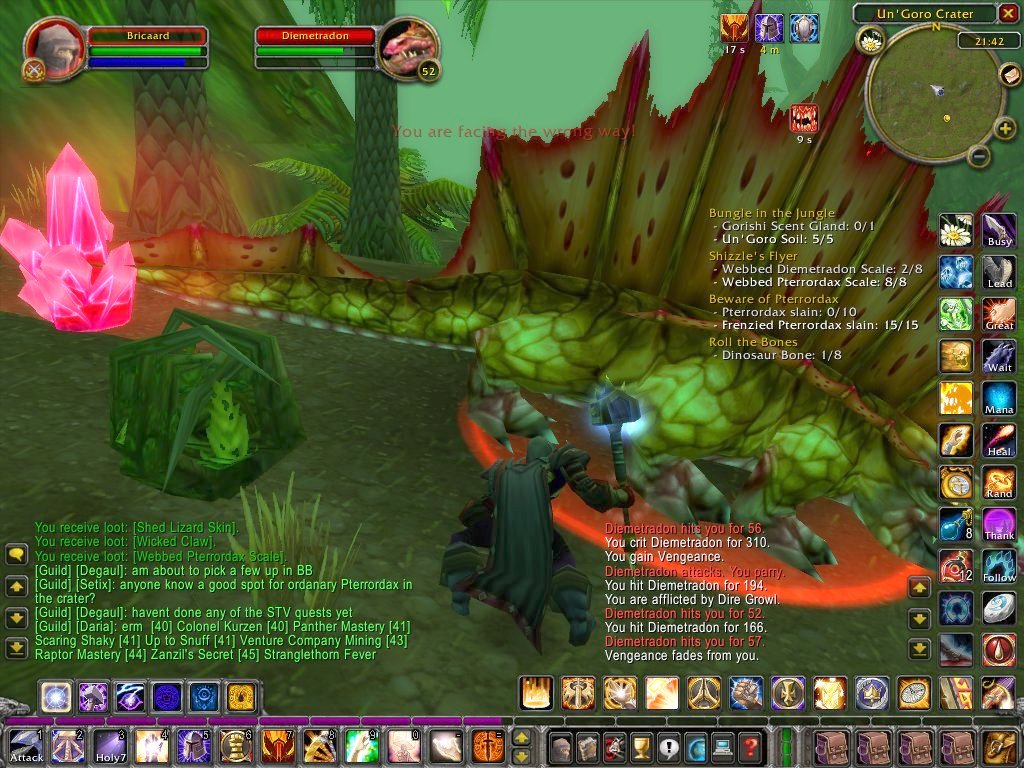 Bricaard
Diemetradon
52
17 s
4 m
Un'Goro Crater
N
21:42
You are facing the wrong way!
9 s
Bungle in the Jungle
- Gorishi Scent Gland: 0/1
- Un'Goro Soil: 5/5
Shizzle's Flyer
- Webbed Diemetradon Scale: 2/8
- Webbed Pterrordax Scale: 8/8
Beware of Pterrordax
- Pterrordax slain: 0/10
- Frenzied Pterrordax slain: 15/15
Roll the Bones
- Dinosaur Bone: 1/8
Busy
Lead
Great
Wait
Mana
Heal
Rand
8
Thank
12
Follow
You receive loot: [Shed Lizard Skin].
You receive loot: [Wicked Claw].
You receive loot: [Webbed Pterrordax Scale].
[Guild] [Degaul]: am about to pick a few up in BB
[Guild] [Setix]: anyone know a good spot for ordanary Pterrordax in
the crater?
[Guild] [Degaul]: havent done any of the STV quests yet
[Guild] [Daria]: erm [40] Colonel Kurzen [40] Panther Mastery [41]
Scaring Shaky [41] Up to Snuff [41] Venture Company Mining [43]
Raptor Mastery [44] Zanzil's Secret [45] Stranglethorn Fever
Diemetradon hits you for 56.
You crit Diemetradon for 310.
You gain Vengeance.
Diemetradon attacks. You parry.
You hit Diemetradon for 194.
You are afflicted by Dire Growl.
Diemetradon hits you for 52.
You hit Diemetradon for 166.
Diemetradon hits you for 57.
Vengeance fades from you.
1 2 3 4 5 6 7 8 9 0 - =
Attack
Holy7